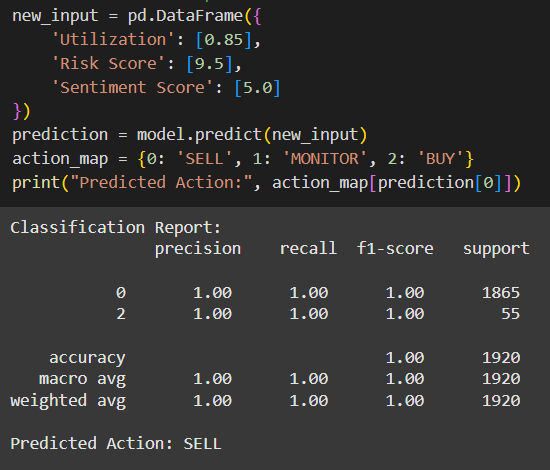 new_input = pd.DataFrame({
    'Utilization': [0.85],
    'Risk Score': [9.5],
    'Sentiment Score': [5.0]
})
prediction = model.predict(new_input)
action_map = {0: 'SELL', 1: 'MONITOR', 2: 'BUY'}
print("Predicted Action:", action_map[prediction[0]])
Classification Report:
              precision    recall  f1-score   support
           0       1.00      1.00      1.00      1865
           2       1.00      1.00      1.00        55
    accuracy                           1.00      1920
   macro avg       1.00      1.00      1.00      1920
weighted avg       1.00      1.00      1.00      1920
Predicted Action: SELL